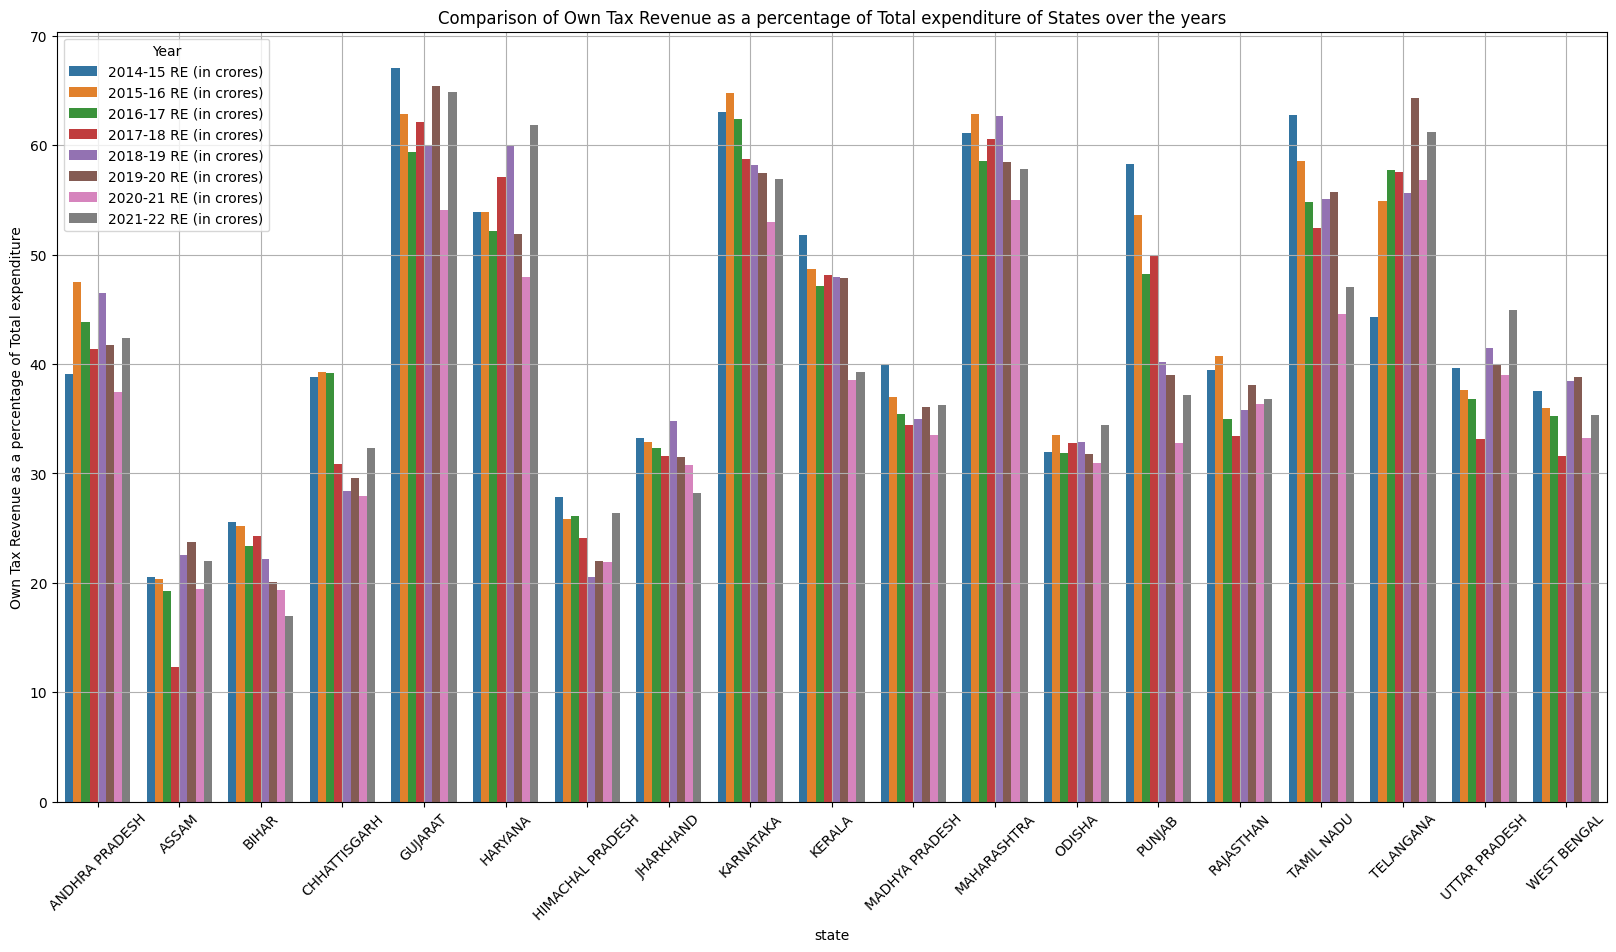 Comparison of Own Tax Revenue as a percentage of Total expenditure of States over the years
Own Tax Revenue as a percentage of Total expenditure
70
60
50
40
30
20
10
0
Year
2014-15 RE (in crores)
2015-16 RE (in crores)
2016-17 RE (in crores)
2017-18 RE (in crores)
2018-19 RE (in crores)
2019-20 RE (in crores)
2020-21 RE (in crores)
2021-22 RE (in crores)
ANDHRA PRADESH
ASSAM
BIHAR
CHHATTISGARH
GUJARAT
HARYANA
HIMACHAL PRADESH
JHARKHAND
KARNATAKA
KERALA
MADHYA PRADESH
MAHARASHTRA
ODISHA
PUNJAB
RAJASTHAN
TAMIL NADU
TELANGANA
UTTAR PRADESH
WEST BENGAL
state